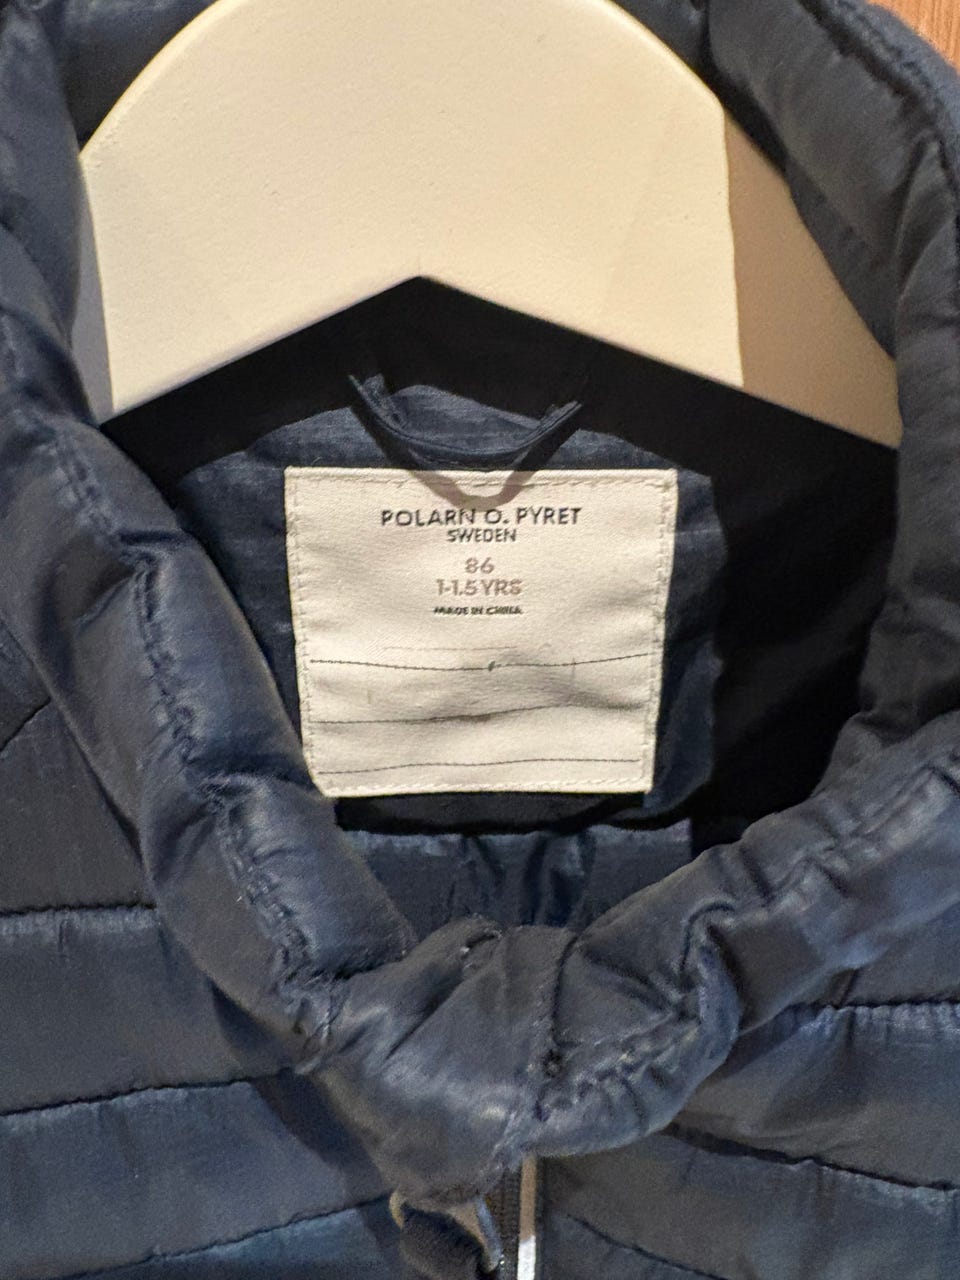 POLARN O. PYRET
SWEDEN
86
1-1.5 YRS
MADE IN CHINA